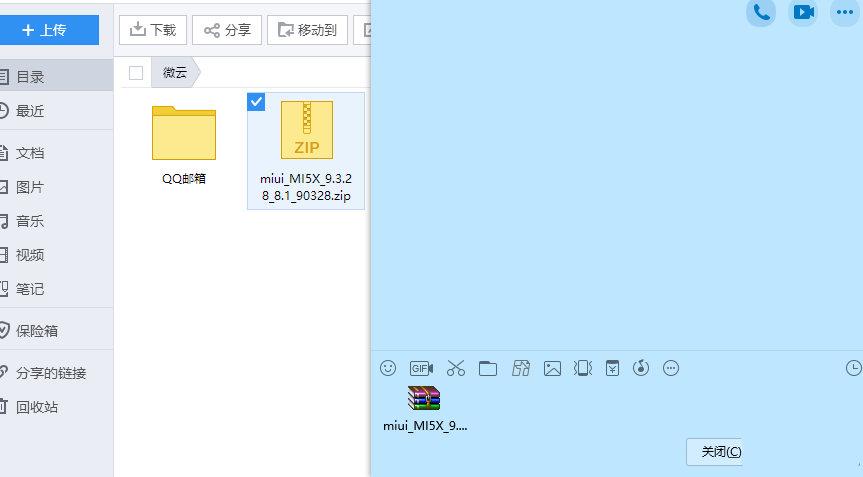 上传
下载
分享
移动到
目录
微云
最近
文档
图片
音乐
视频
笔记
保险箱
分享的链接
回收站
QQ邮箱
ZIP
miui_MI5X_9.3.2
8_8.1_90328.zip
GIF
miui_MI5X_9....
关闭(C)